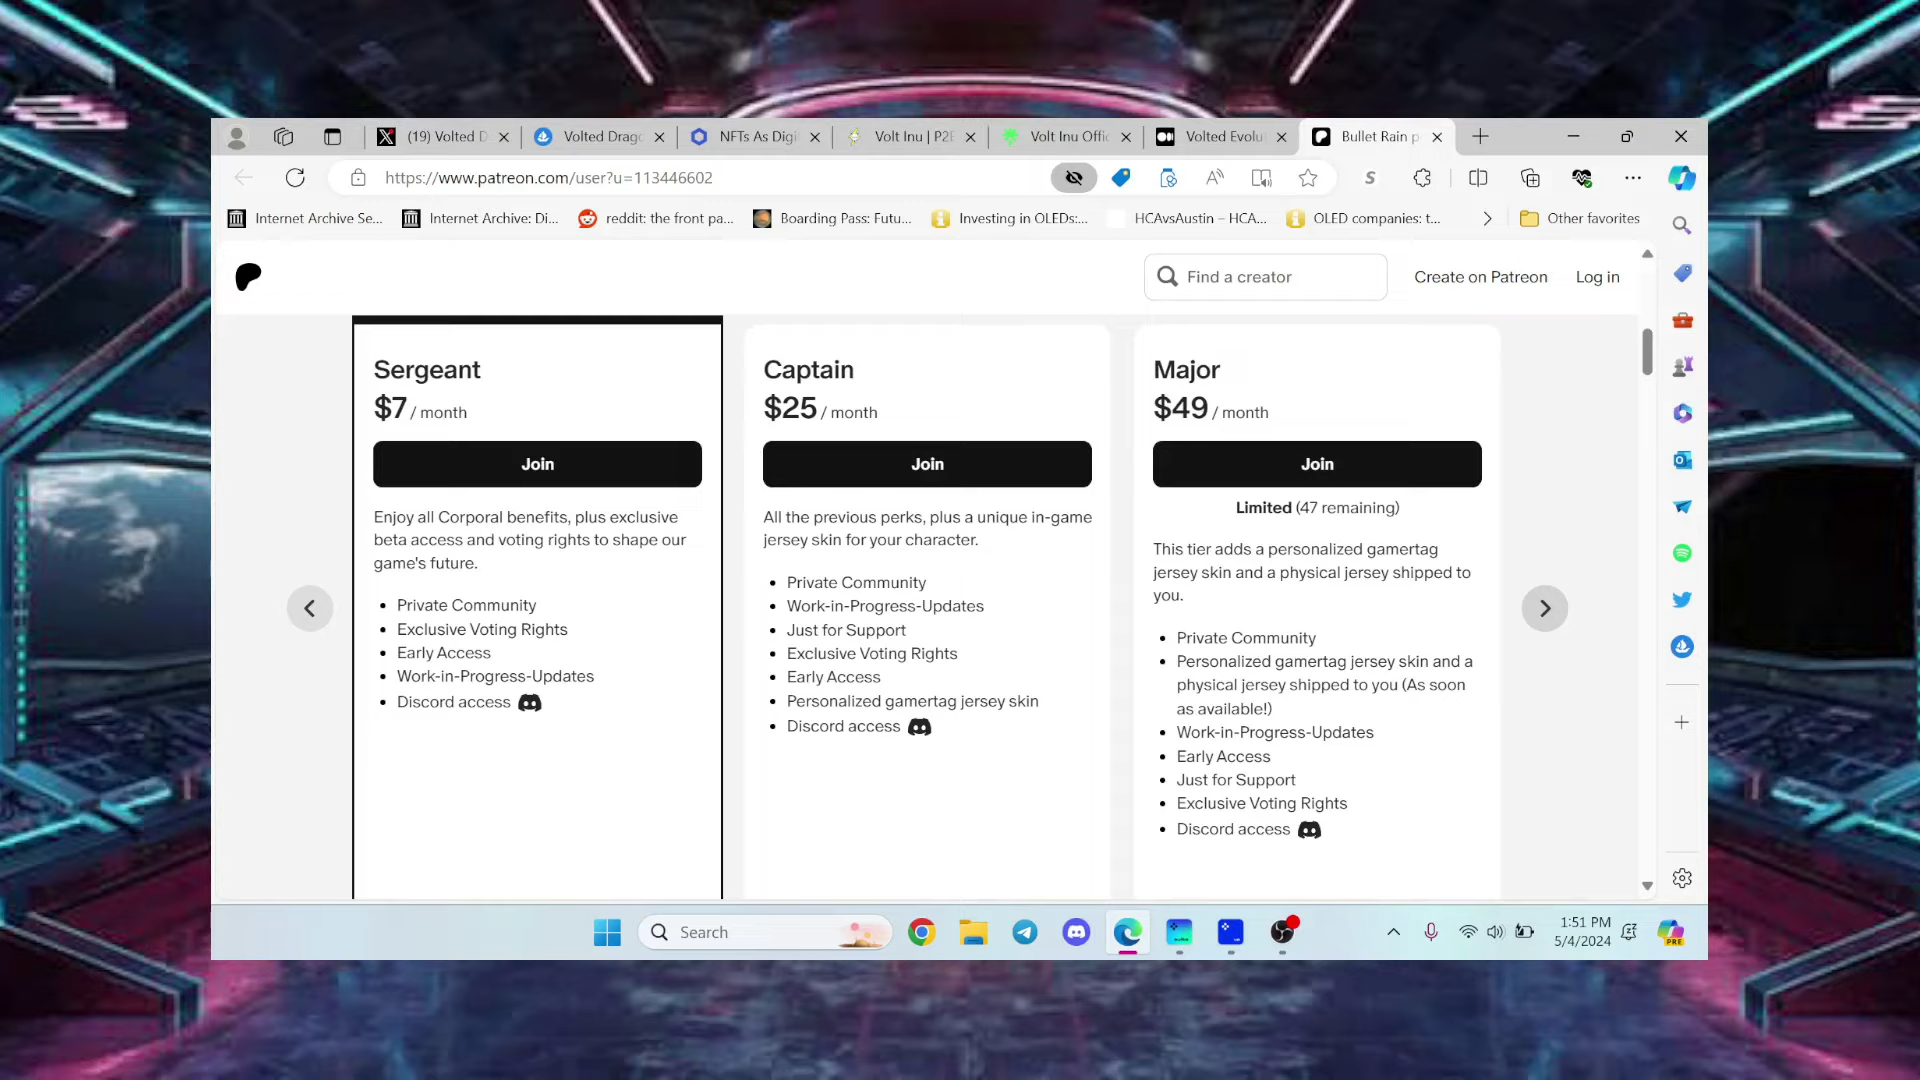 (19) Volted D
Volted Drago
NFTs As Digi
Volt Inu | P2E
Volt Inu Offic
Volted Evolu
Bullet Rain p
https://www.patreon.com/user?u=113446602
Internet Archive Se...
Internet Archive: Di...
reddit: the front pa...
Boarding Pass: Futu...
Investing in OLEDs:...
HCAvsAustin – HCA...
OLED companies: t...
Other favorites
Find a creator
Create on Patreon
Log in
Sergeant
$7 / month
Join
Enjoy all Corporal benefits, plus exclusive
beta access and voting rights to shape our
game's future.
Private Community
Exclusive Voting Rights
Early Access
Work-in-Progress-Updates
Discord access
Captain
$25 / month
Join
All the previous perks, plus a unique in-game
jersey skin for your character.
Private Community
Work-in-Progress-Updates
Just for Support
Exclusive Voting Rights
Early Access
Personalized gamertag jersey skin
Discord access
Major
$49 / month
Join
Limited (47 remaining)
This tier adds a personalized gamertag
jersey skin and a physical jersey shipped to
you.
Private Community
Personalized gamertag jersey skin and a
physical jersey shipped to you (As soon
as available!)
Work-in-Progress-Updates
Early Access
Just for Support
Exclusive Voting Rights
Discord access
Search
1:51 PM
5/4/2024
PRE